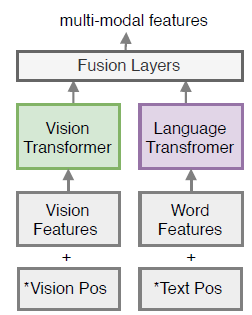 multi-modal features
Fusion Layers
Vision
Transformer
Language
Transfromer
Vision
Features
Word
Features
+
+
*Vision Pos
*Text Pos